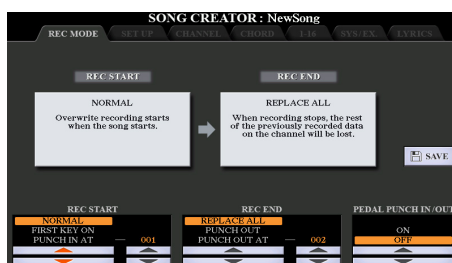 SONG CREATOR : NewSong
REC MODE SET UP CHANNEL CHORD 1-16 SYS/EX. LYRICS
REC START REC END
NORMAL
Overwrite recording starts
when the song starts.
REPLACE ALL
When recording stops, the rest
of the previously recorded data
on the channel will be lost.
SAVE
REC START REC END PEDAL PUNCH IN/OUT
NORMAL
FIRST KEY ON
PUNCH IN AT — 001
REPLACE ALL
PUNCH OUT
PUNCH OUT AT — 002
ON
OFF